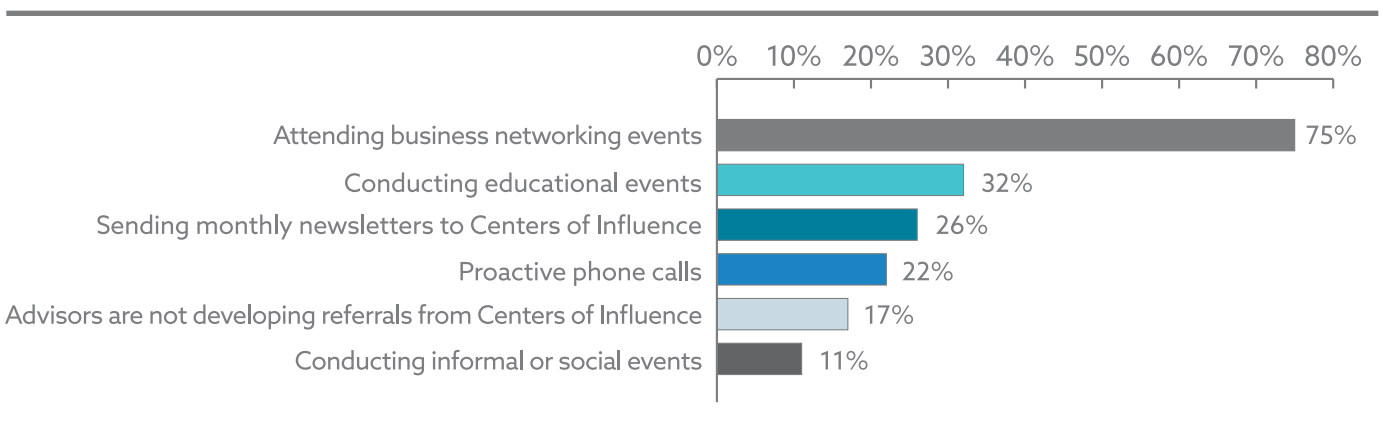 0% 10% 20% 30% 40% 50% 60% 70% 80%
Attending business networking events 75%
Conducting educational events 32%
Sending monthly newsletters to Centers of Influence 26%
Proactive phone calls 22%
Advisors are not developing referrals from Centers of Influence 17%
Conducting informal or social events 11%